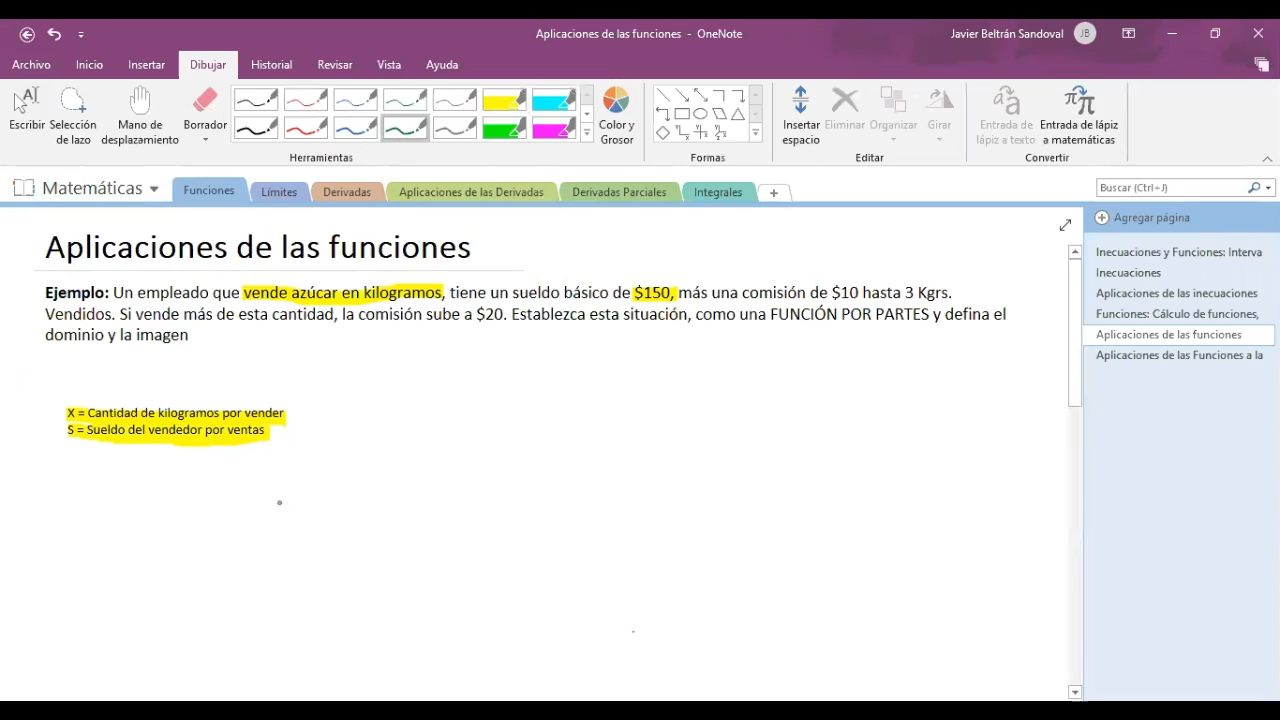 Aplicaciones de las funciones - OneNote
Javier Beltrán Sandoval
JB
Archivo
Inicio
Insertar
Dibujar
Historial
Revisar
Vista
Ayuda
Escribir
Selección de lazo
Mano de desplazamiento
Borrador
Color y Grosor
Insertar espacio
Eliminar
Organizar
Girar
Entrada de lápiz a texto
Entrada de lápiz a matemáticas
Herramientas
Formas
Editar
Convertir
Matemáticas
Funciones
Límites
Derivadas
Aplicaciones de las Derivadas
Derivadas Parciales
Integrales
Buscar (Ctrl+J)
Agregar página
Inecuaciones y Funciones: Interva
Inecuaciones
Aplicaciones de las inecuaciones
Funciones: Cálculo de funciones,
Aplicaciones de las funciones
Aplicaciones de las Funciones a la
Aplicaciones de las funciones
Ejemplo: Un empleado que vende azúcar en kilogramos, tiene un sueldo básico de $150, más una comisión de $10 hasta 3 Kgrs.
Vendidos. Si vende más de esta cantidad, la comisión sube a $20. Establezca esta situación, como una FUNCIÓN POR PARTES y defina el
dominio y la imagen
X = Cantidad de kilogramos por vender
S = Sueldo del vendedor por ventas